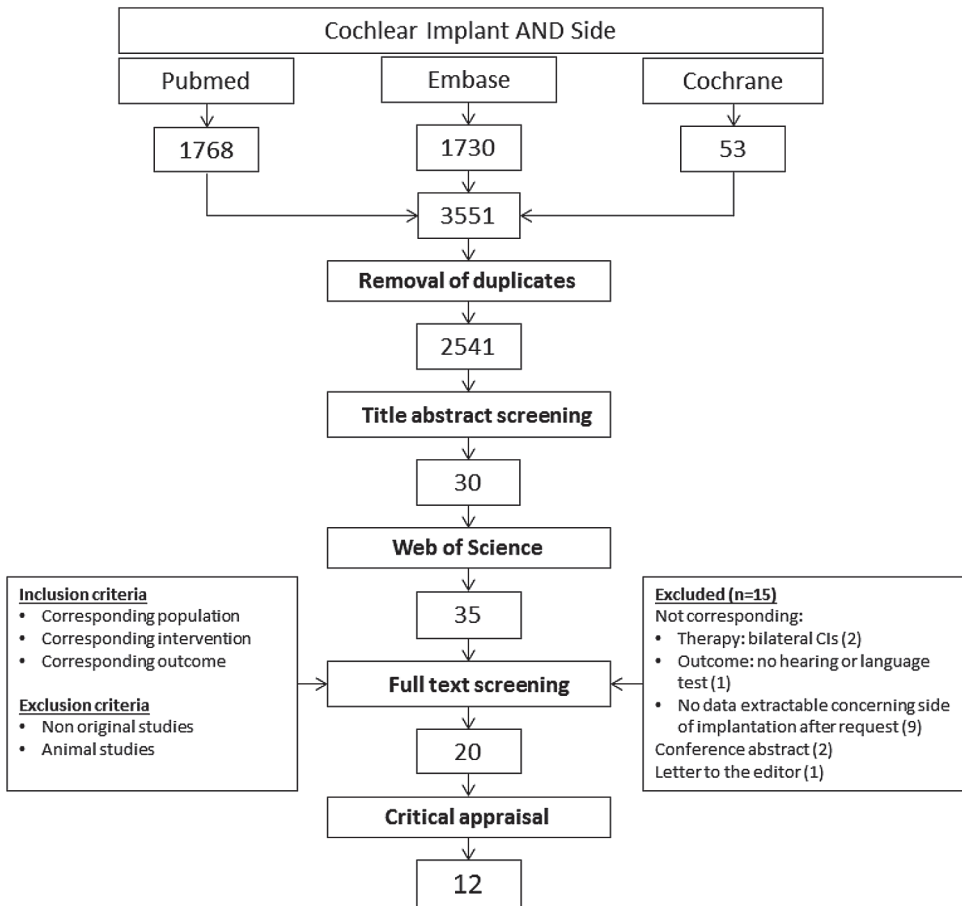 Cochlear Implant AND Side
Pubmed
Embase
Cochrane
1768
1730
53
3551
Removal of duplicates
2541
Title abstract screening
30
Web of Science
35
Inclusion criteria
• Corresponding population
• Corresponding intervention
• Corresponding outcome
Exclusion criteria
• Non original studies
• Animal studies
Full text screening
Excluded (n=15)
Not corresponding:
• Therapy: bilateral CIs (2)
• Outcome: no hearing or language
test (1)
• No data extractable concerning side
of implantation after request (9)
Conference abstract (2)
Letter to the editor (1)
20
Critical appraisal
12